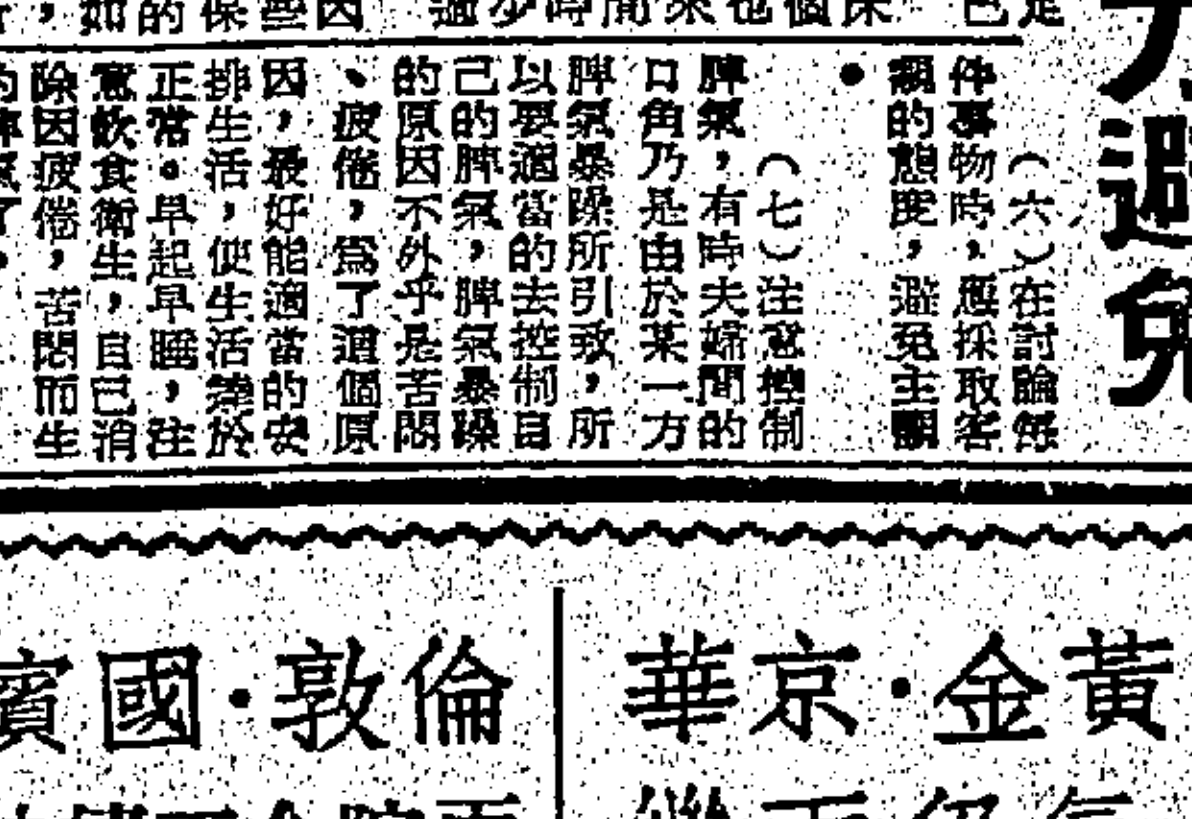 避免
（六）在討論每
件事物時，應採取客
觀的態度，避免主觀
●
（七）注意控制
脾氣，有時夫婦間的
口角乃是由於某一方
脾氣暴躁所引致，所
以要適當的去控制自
己的脾氣，脾氣暴躁
的原因不外乎是苦悶
、疲倦，爲了這個原
因，最好能適當的安
排生活，使生活趨於
正常。早起早睡，注
意飲食衛生，自己消
除因疲倦，苦悶而生
黃金·京華
倫敦·國賓